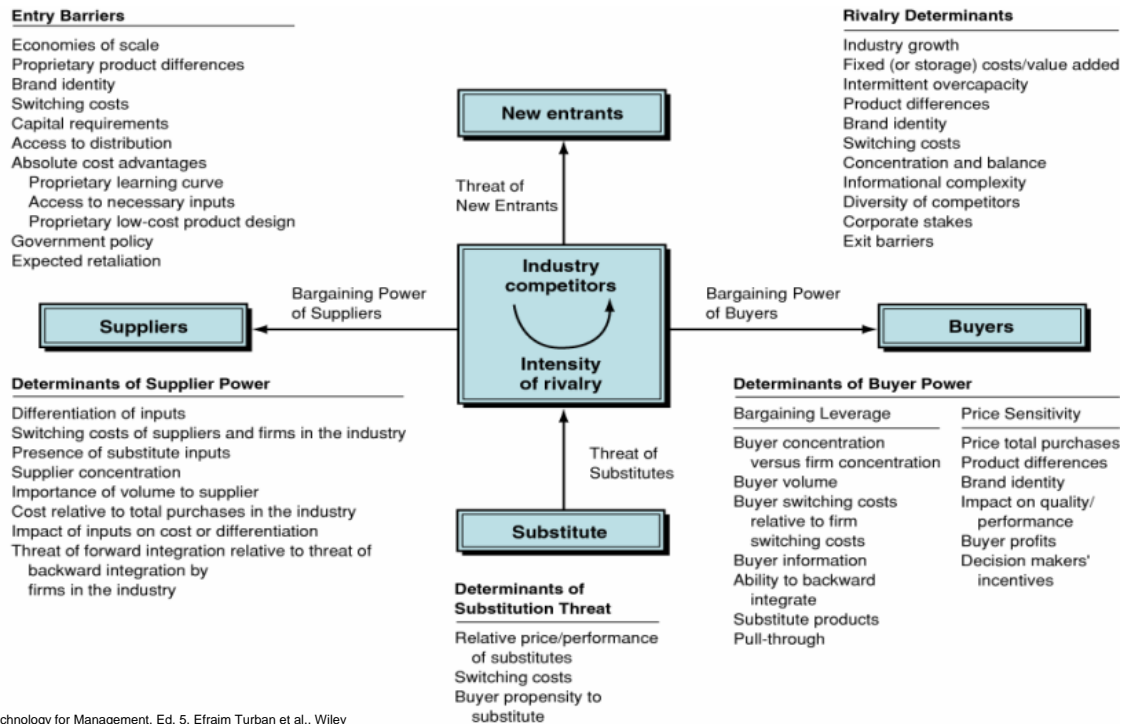 Entry Barriers
Economies of scale
Proprietary product differences
Brand identity
Switching costs
Capital requirements
Access to distribution
Absolute cost advantages
Proprietary learning curve
Access to necessary inputs
Proprietary low-cost product design
Government policy
Expected retaliation
New entrants
Threat of
New Entrants
Rivalry Determinants
Industry growth
Fixed (or storage) costs/value added
Intermittent overcapacity
Product differences
Brand identity
Switching costs
Concentration and balance
Informational complexity
Diversity of competitors
Corporate stakes
Exit barriers
Suppliers
Bargaining Power
of Suppliers
Industry
competitors
Intensity
of rivalry
Bargaining Power
of Buyers
Buyers
Determinants of Supplier Power
Differentiation of inputs
Switching costs of suppliers and firms in the industry
Presence of substitute inputs
Supplier concentration
Importance of volume to supplier
Cost relative to total purchases in the industry
Impact of inputs on cost or differentiation
Threat of forward integration relative to threat of
backward integration by
firms in the industry
Threat of
Substitutes
Substitute
Determinants of
Substitution Threat
Relative price/performance
of substitutes
Switching costs
Buyer propensity to
substitute
Determinants of Buyer Power
Bargaining Leverage
Buyer concentration
versus firm concentration
Buyer volume
Buyer switching costs
relative to firm
switching costs
Buyer information
Ability to backward
integrate
Substitute products
Pull-through
Price Sensitivity
Price total purchases
Product differences
Brand identity
Impact on quality/
performance
Buyer profits
Decision makers'
incentives
chnology for Management, Ed. 5, Efraim Turban et al., Wiley